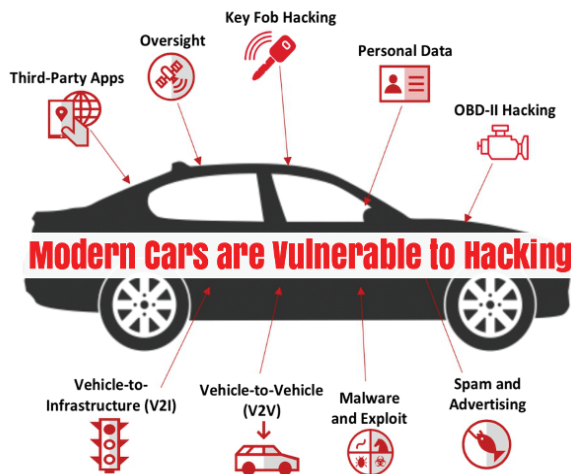 Key Fob Hacking
Oversight
Personal Data
Third-Party Apps
OBD-II Hacking
Modern Cars are Vulnerable to Hacking
Vehicle-to-
Infrastructure (V2I)
Vehicle-to-Vehicle
(V2V)
Malware
and Exploit
Spam and
Advertising